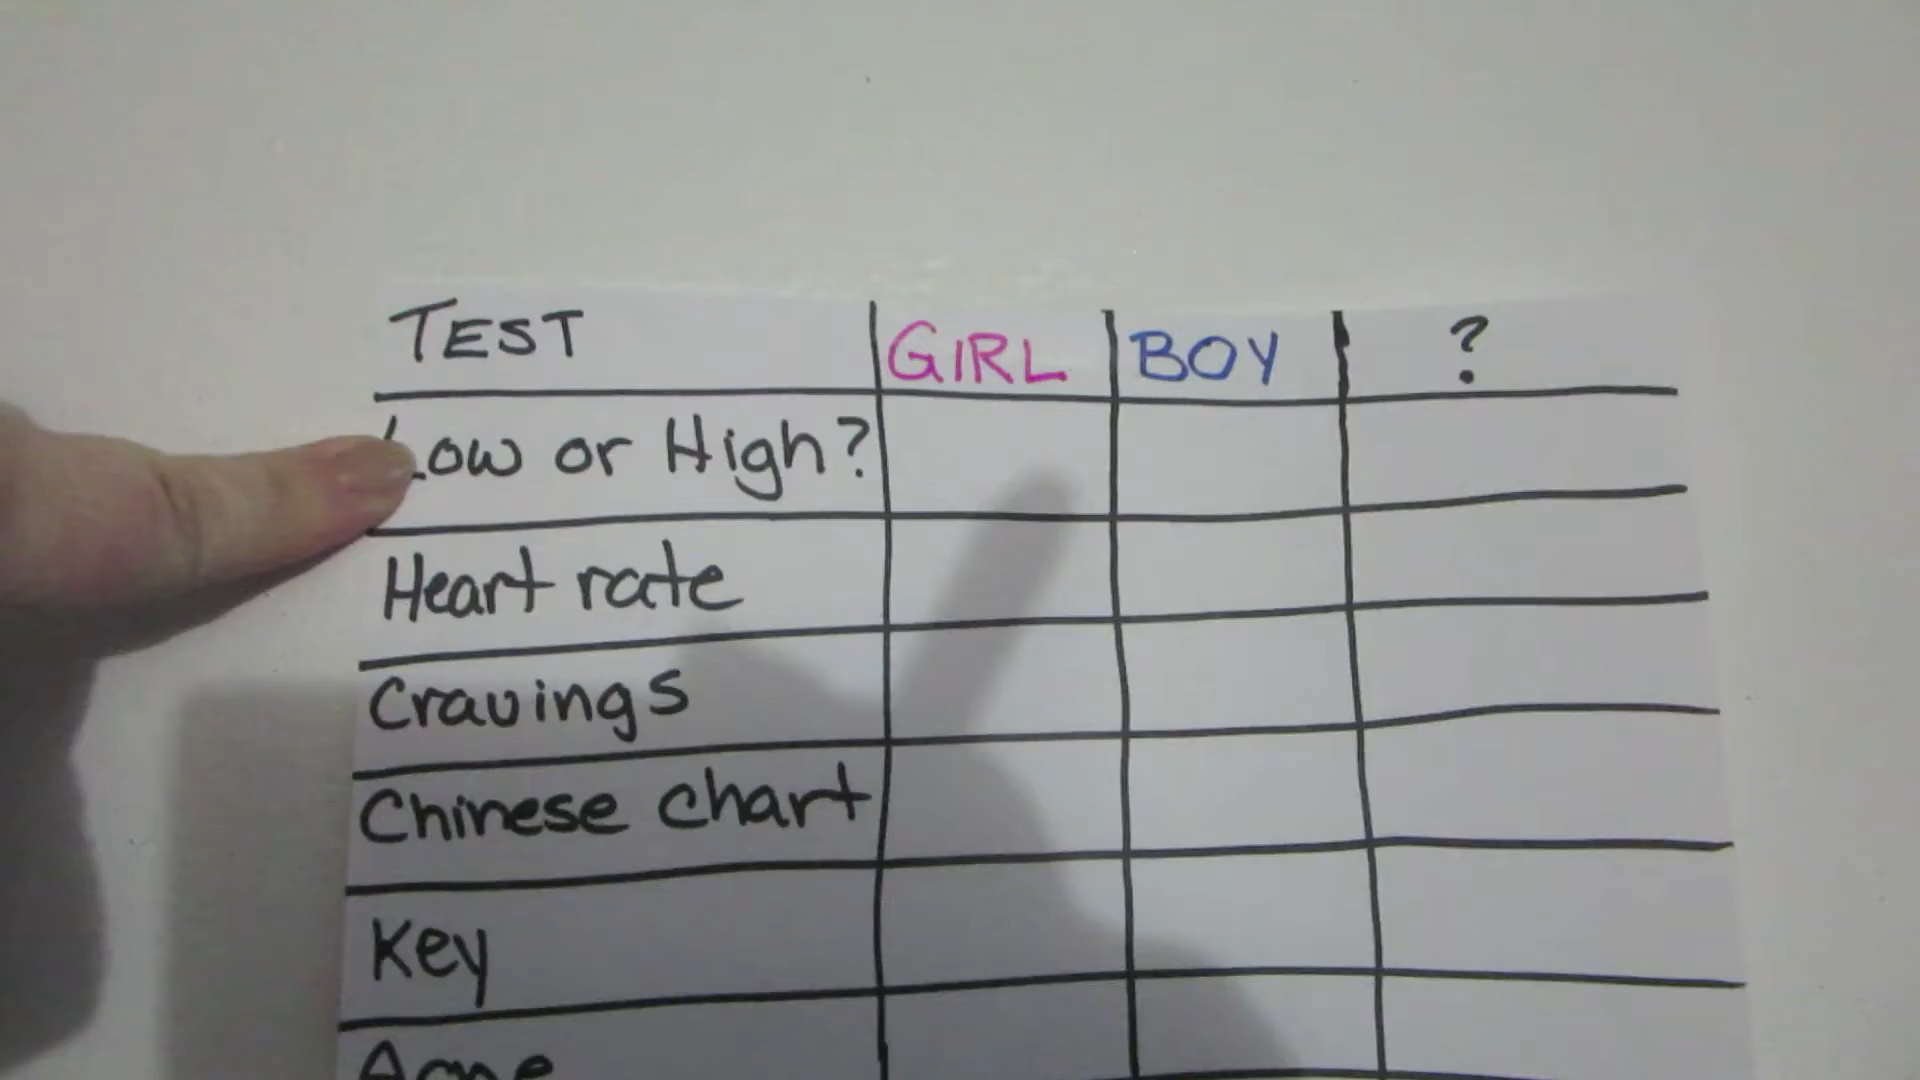 TEST GIRL BOY ?
Low or High?
Heart rate
Cravings
Chinese chart
Key